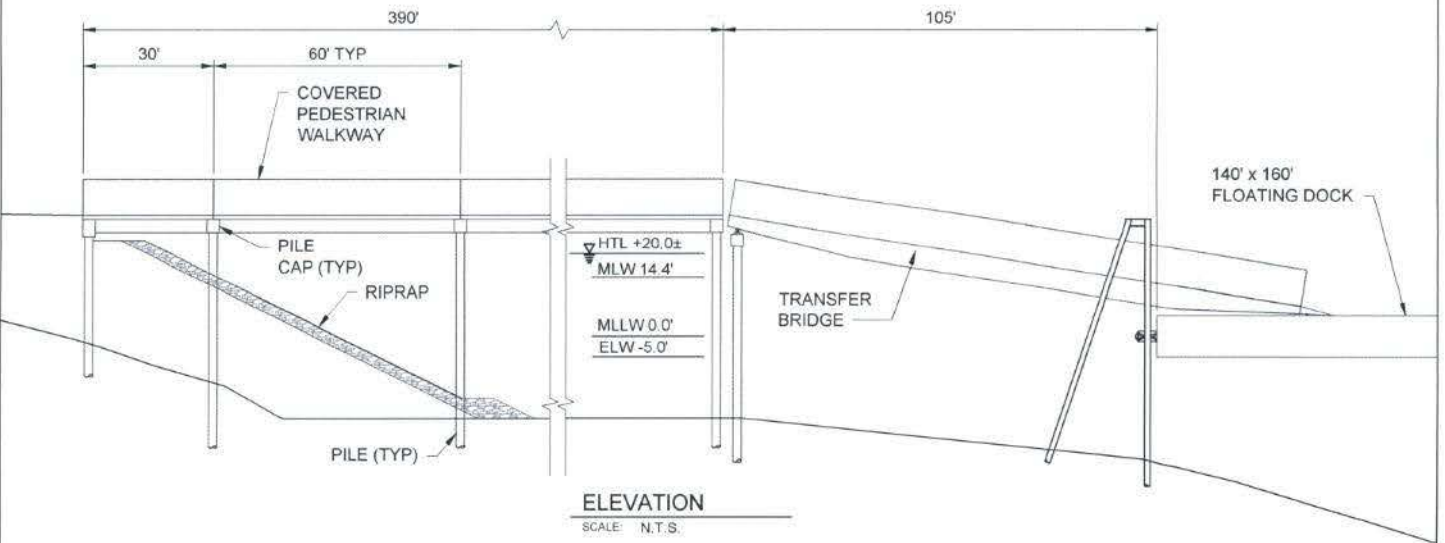 390'
105'
30'
60' TYP
COVERED
PEDESTRIAN
WALKWAY
140' x 160'
FLOATING DOCK
PILE
CAP (TYP)
RIPRAP
HTL +20.0±
MLW 14.4'
MLLW 0.0'
ELW -5.0'
TRANSFER
BRIDGE
PILE (TYP)
ELEVATION
SCALE: N.T.S.